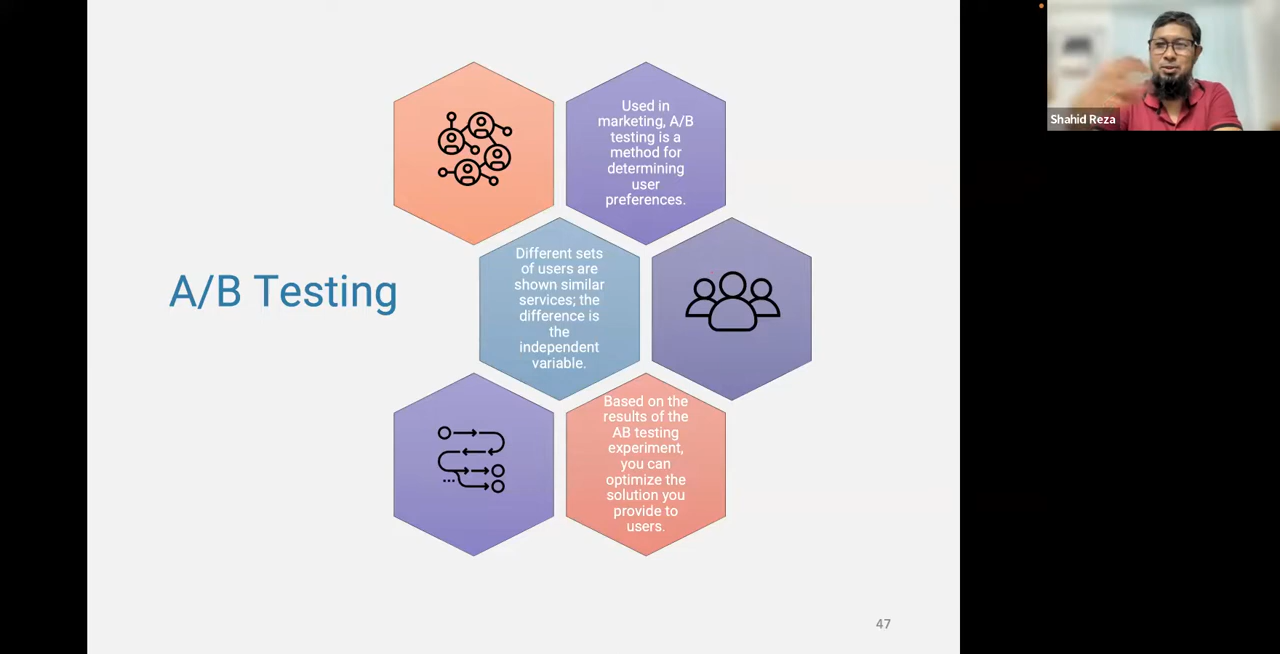 Shahid Reza
A/B Testing
Used in
marketing, A/B
testing is a
method for
determining
user
preferences.
Different sets
of users are
shown similar
services; the
difference is
the
independent
variable.
Based on the
results of the
AB testing
experiment,
you can
optimize the
solution you
provide to
users.
47